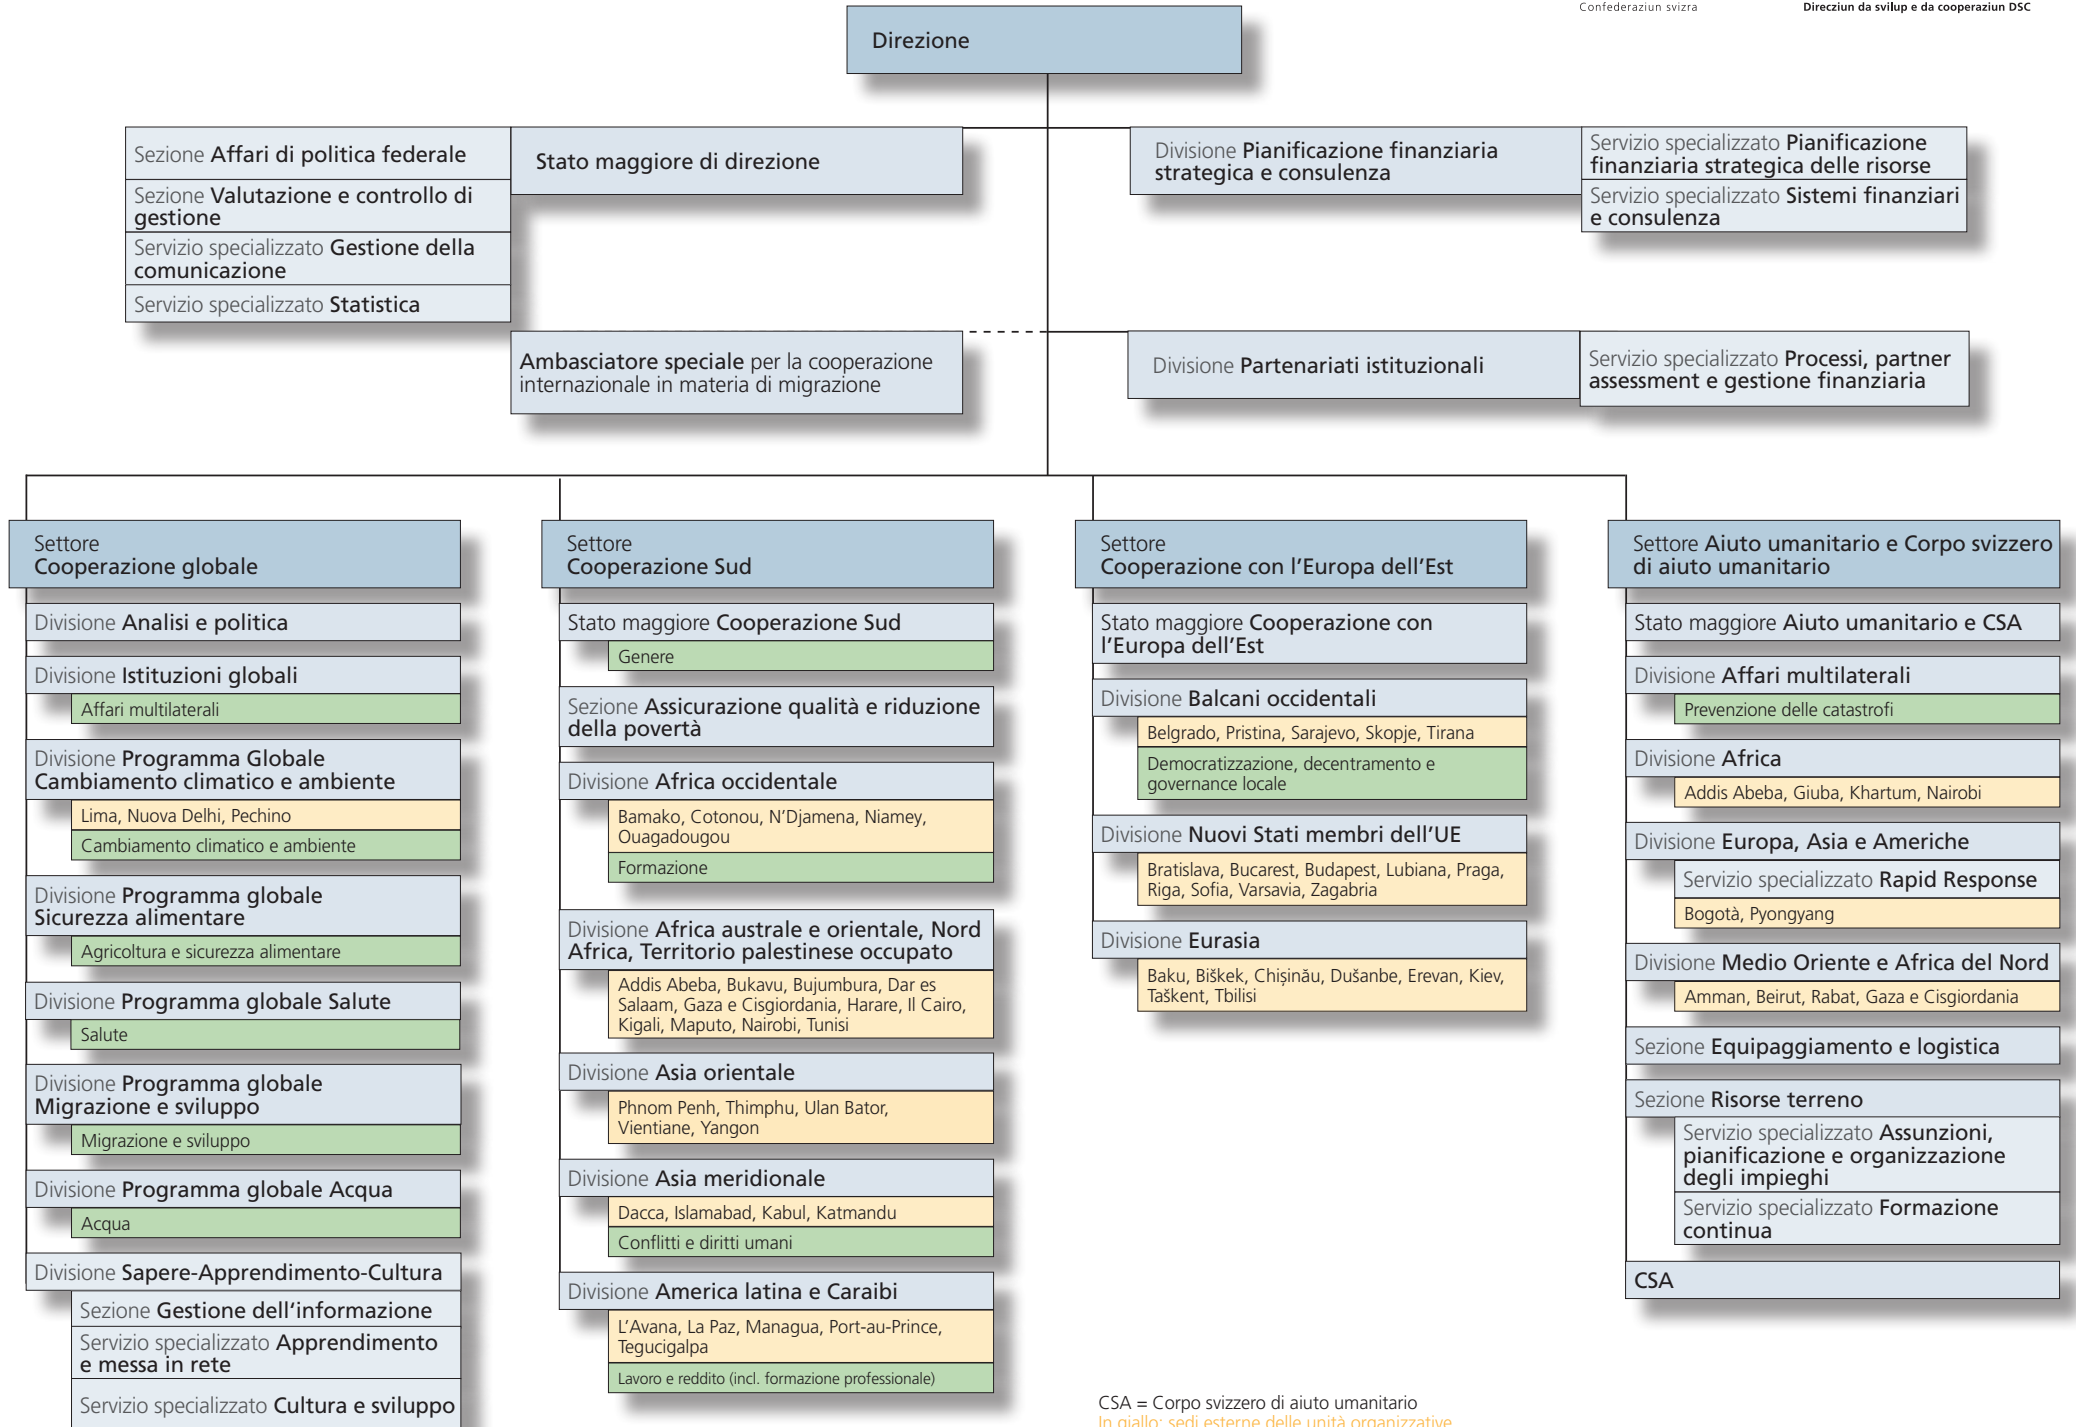 Confederaziun svizra
Direcziun da svilup e da cooperaziun DSC
Direzione
Sezione Affari di politica federale
Sezione Valutazione e controllo di
gestione
Servizio specializzato Gestione della
comunicazione
Servizio specializzato Statistica
Stato maggiore di direzione
Divisione Pianificazione finanziaria
strategica e consulenza
Servizio specializzato Pianificazione
finanziaria strategica delle risorse
Servizio specializzato Sistemi finanziari
e consulenza
Ambasciatore speciale per la cooperazione
internazionale in materia di migrazione
Divisione Partenariati istituzionali
Servizio specializzato Processi, partner
assessment e gestione finanziaria
Settore
Cooperazione globale
Divisione Analisi e politica
Divisione Istituzioni globali
Affari multilaterali
Divisione Programma Globale
Cambiamento climatico e ambiente
Lima, Nuova Delhi, Pechino
Cambiamento climatico e ambiente
Divisione Programma globale
Sicurezza alimentare
Agricoltura e sicurezza alimentare
Divisione Programma globale Salute
Salute
Divisione Programma globale
Migrazione e sviluppo
Migrazione e sviluppo
Divisione Programma globale Acqua
Acqua
Divisione Sapere-Apprendimento-Cultura
Sezione Gestione dell‘informazione
Servizio specializzato Apprendimento
e messa in rete
Servizio specializzato Cultura e sviluppo
Settore
Cooperazione Sud
Stato maggiore Cooperazione Sud
Genere
Sezione Assicurazione qualità e riduzione
della povertà
Divisione Africa occidentale
Bamako, Cotonou, N’Djamena, Niamey,
Ouagadougou
Formazione
Divisione Africa australe e orientale, Nord
Africa, Territorio palestinese occupato
Addis Abeba, Bukavu, Bujumbura, Dar es
Salaam, Gaza e Cisgiordania, Harare, Il Cairo,
Kigali, Maputo, Nairobi, Tunisi
Divisione Asia orientale
Phnom Penh, Thimphu, Ulan Bator,
Vientiane, Yangon
Divisione Asia meridionale
Dacca, Islamabad, Kabul, Katmandu
Conflitti e diritti umani
Divisione America latina e Caraibi
L’Avana, La Paz, Managua, Port-au-Prince,
Tegucigalpa
Lavoro e reddito (incl. formazione professionale)
Settore
Cooperazione con l'Europa dell'Est
Stato maggiore Cooperazione con
l'Europa dell'Est
Divisione Balcani occidentali
Belgrado, Pristina, Sarajevo, Skopje, Tirana
Democratizzazione, decentramento e
governance locale
Divisione Nuovi Stati membri dell’UE
Bratislava, Bucarest, Budapest, Lubiana, Praga,
Riga, Sofia, Varsavia, Zagabria
Divisione Eurasia
Baku, Biškek, Chişinău, Dušanbe, Erevan, Kiev,
Taškent, Tbilisi
Settore Aiuto umanitario e Corpo svizzero
di aiuto umanitario
Stato maggiore Aiuto umanitario e CSA
Divisione Affari multilaterali
Prevenzione delle catastrofi
Divisione Africa
Addis Abeba, Giuba, Khartum, Nairobi
Divisione Europa, Asia e Americhe
Servizio specializzato Rapid Response
Bogotà, Pyongyang
Divisione Medio Oriente e Africa del Nord
Amman, Beirut, Rabat, Gaza e Cisgiordania
Sezione Equipaggiamento e logistica
Sezione Risorse terreno
Servizio specializzato Assunzioni,
pianificazione e organizzazione
degli impieghi
Servizio specializzato Formazione
continua
CSA
CSA = Corpo svizzero di aiuto umanitario
In giallo: sedi esterne delle unità organizzative